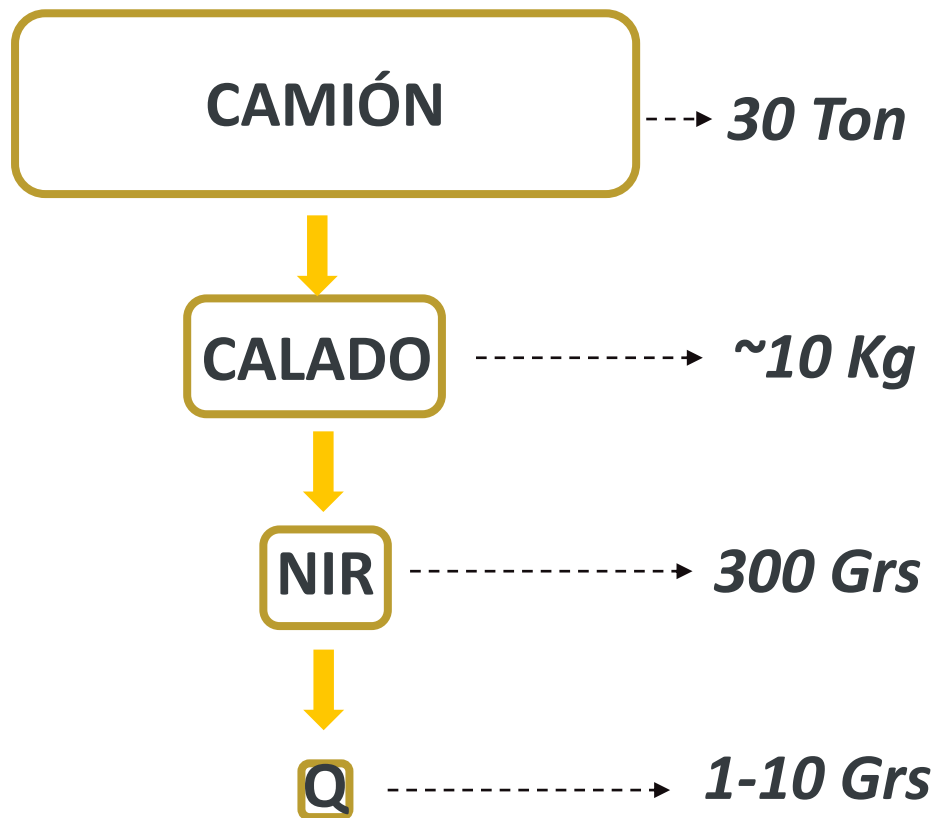 CAMIÓN
30 Ton
CALADO
~10 Kg
NIR
300 Grs
Q
1-10 Grs